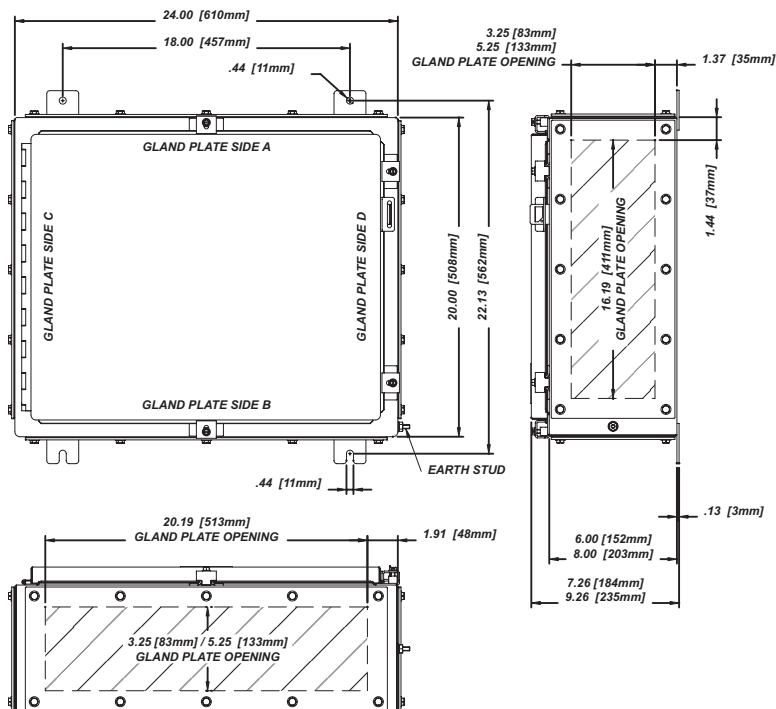 24.00 [610mm]
18.00 [457mm]
.44 [11mm]
3.25 [83mm]
5.25 [133mm]
GLAND PLATE OPENING
1.37 [35mm]
GLAND PLATE SIDE A
GLAND PLATE SIDE C
GLAND PLATE SIDE D
20.00 [508mm]
22.13 [562mm]
16.19 [411mm]
GLAND PLATE OPENING
1.44 [37mm]
GLAND PLATE SIDE B
EARTH STUD
.44 [11mm]
.13 [3mm]
20.19 [513mm]
GLAND PLATE OPENING
1.91 [48mm]
6.00 [152mm]
8.00 [203mm]
7.26 [184mm]
9.26 [235mm]
3.25 [83mm] / 5.25 [133mm]
GLAND PLATE OPENING